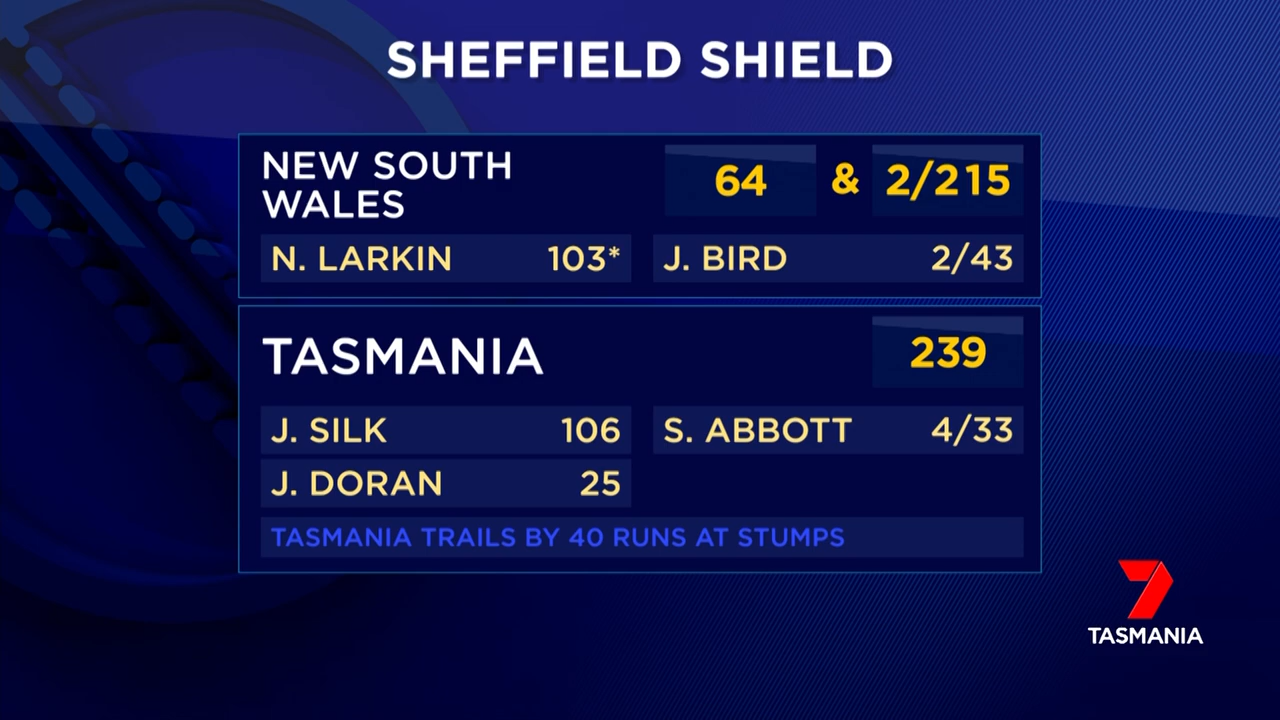 SHEFFIELD SHIELD
NEW SOUTH
WALES
64 & 2/215
N. LARKIN 103* J. BIRD 2/43
TASMANIA 239
J. SILK 106 S. ABBOTT 4/33
J. DORAN 25
TASMANIA TRAILS BY 40 RUNS AT STUMPS
7
TASMANIA